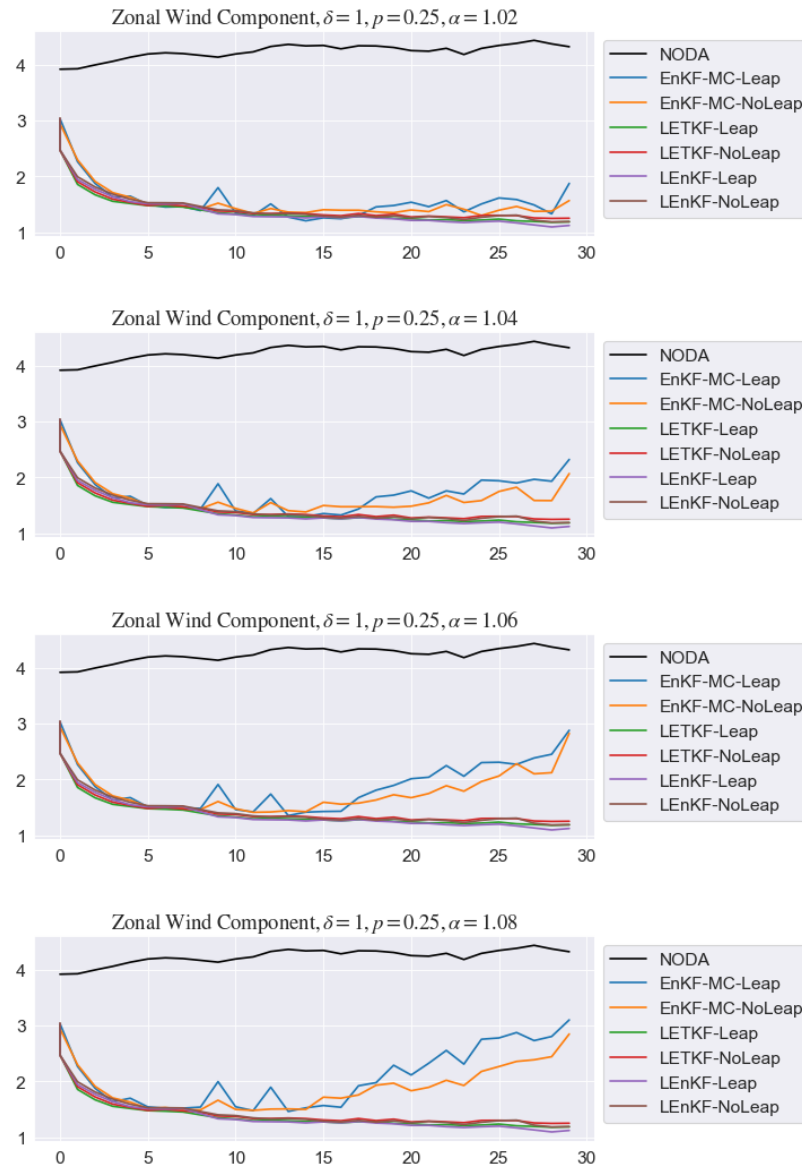 Zonal Wind Component, δ = 1, p = 0.25, α = 1.02
4
3
2
1
0 5 10 15 20 25 30
NODA
EnKF-MC-Leap
EnKF-MC-NoLeap
LETKF-Leap
LETKF-NoLeap
LEnKF-Leap
LEnKF-NoLeap
Zonal Wind Component, δ = 1, p = 0.25, α = 1.04
4
3
2
1
0 5 10 15 20 25 30
NODA
EnKF-MC-Leap
EnKF-MC-NoLeap
LETKF-Leap
LETKF-NoLeap
LEnKF-Leap
LEnKF-NoLeap
Zonal Wind Component, δ = 1, p = 0.25, α = 1.06
4
3
2
1
0 5 10 15 20 25 30
NODA
EnKF-MC-Leap
EnKF-MC-NoLeap
LETKF-Leap
LETKF-NoLeap
LEnKF-Leap
LEnKF-NoLeap
Zonal Wind Component, δ = 1, p = 0.25, α = 1.08
4
3
2
1
0 5 10 15 20 25 30
NODA
EnKF-MC-Leap
EnKF-MC-NoLeap
LETKF-Leap
LETKF-NoLeap
LEnKF-Leap
LEnKF-NoLeap